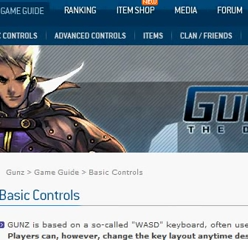 GAME GUIDE RANKING ITEM SHOP NEW MEDIA FORUM
CONTROLS | ADVANCED CONTROLS | ITEMS | CLAN / FRIENDS |
GUN
THE D
Gunz > Game Guide > Basic Controls
Basic Controls
GUNZ is based on a so-called "WASD" keyboard, often use
Players can, however, change the key layout anytime de